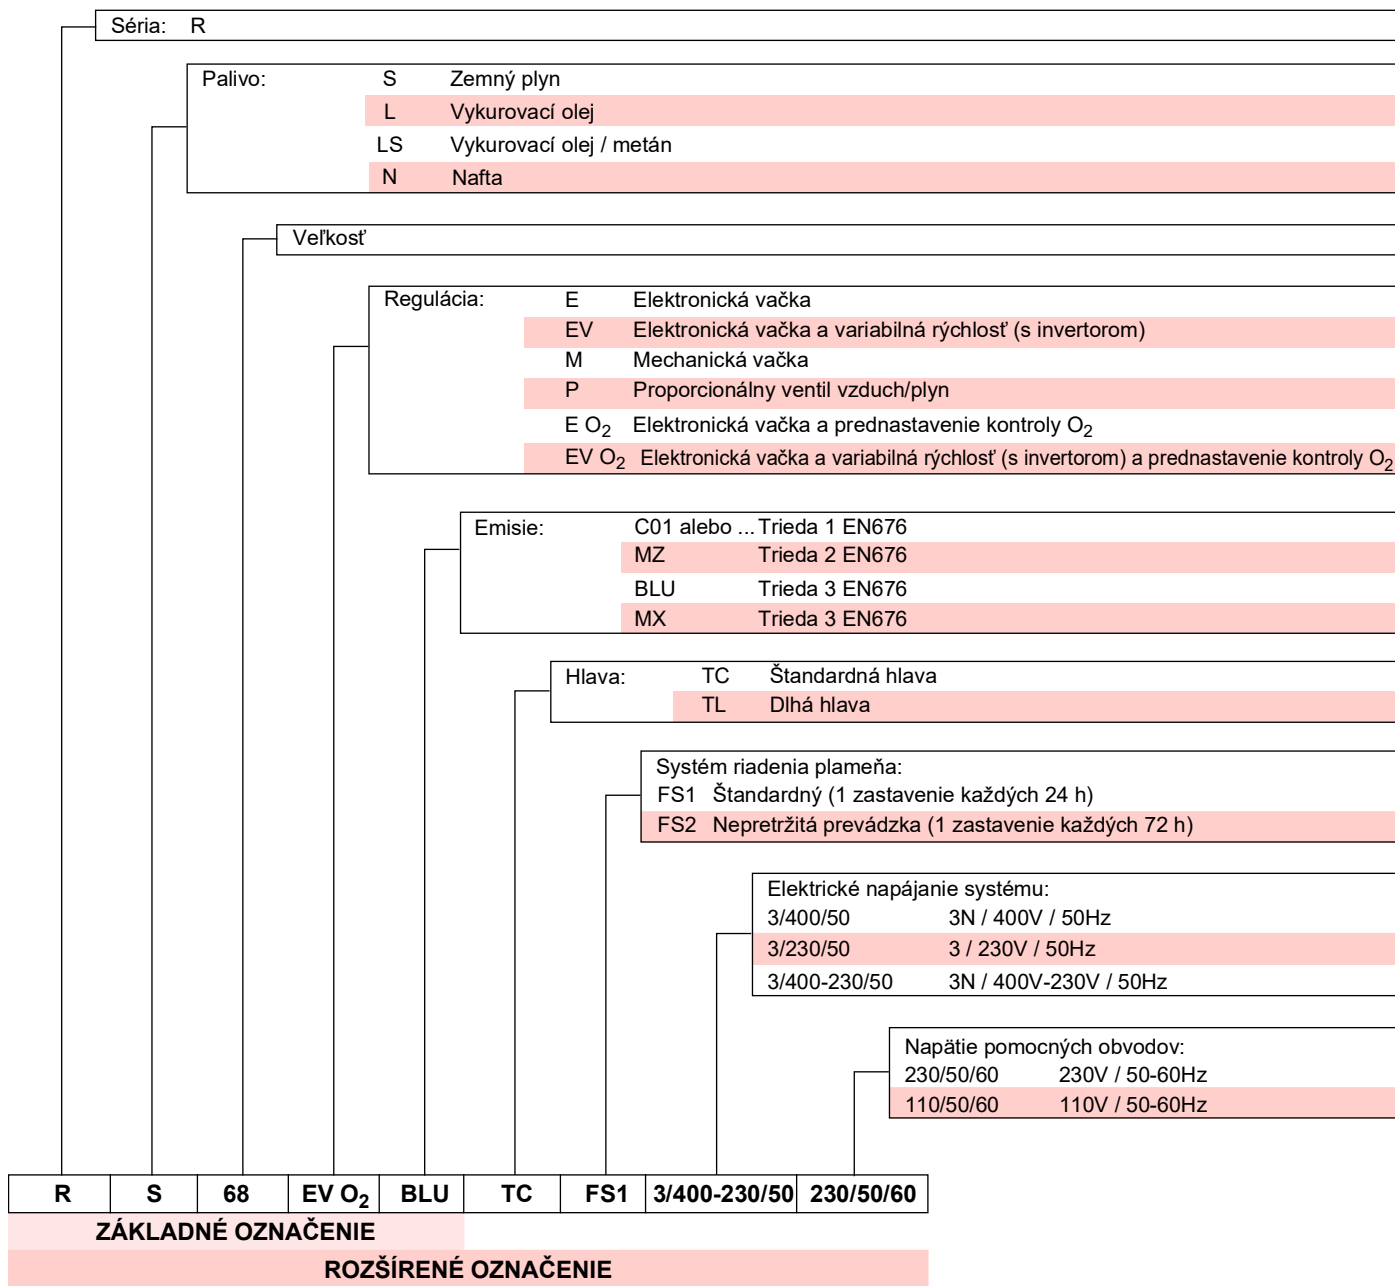 Séria: R
Palivo: S Zemný plyn
L Vykurovací olej
LS Vykurovací olej / metán
N Nafta
Veľkosť
Regulácia: E Elektronická vačka
EV Elektronická vačka a variabilná rýchlosť (s invertorom)
M Mechanická vačka
P Proporcionálny ventil vzduch/plyn
E O₂ Elektronická vačka a prednastavenie kontroly O₂
EV O₂ Elektronická vačka a variabilná rýchlosť (s invertorom) a prednastavenie kontroly O₂
Emisie: C01 alebo ... Trieda 1 EN676
MZ Trieda 2 EN676
BLU Trieda 3 EN676
MX Trieda 3 EN676
Hlava: TC Štandardná hlava
TL Dlhá hlava
Systém riadenia plameňa:
FS1 Štandardný (1 zastavenie každých 24 h)
FS2 Nepretržitá prevádzka (1 zastavenie každých 72 h)
Elektrické napájanie systému:
3/400/50 3N / 400V / 50Hz
3/230/50 3 / 230V / 50Hz
3/400-230/50 3N / 400V-230V / 50Hz
Napätie pomocných obvodov:
230/50/60 230V / 50-60Hz
110/50/60 110V / 50-60Hz
R S 68 EV O₂ BLU TC FS1 3/400-230/50 230/50/60
ZÁKLADNÉ OZNAČENIE
ROZŠÍRENÉ OZNAČENIE